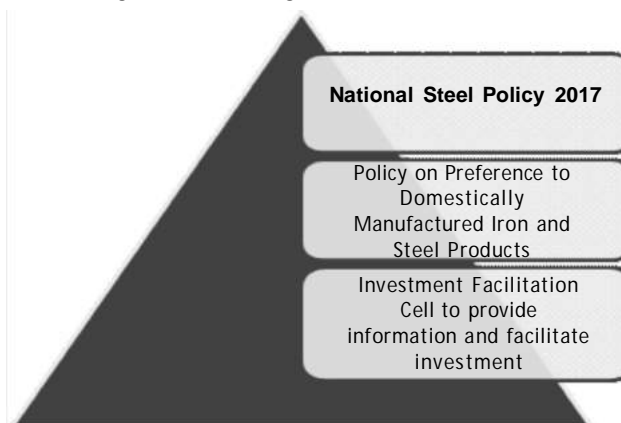 National Steel Policy 2017
Policy on Preference to
Domestically
Manufactured Iron and
Steel Products
Investment Facilitation
Cell to provide
information and facilitate
investment